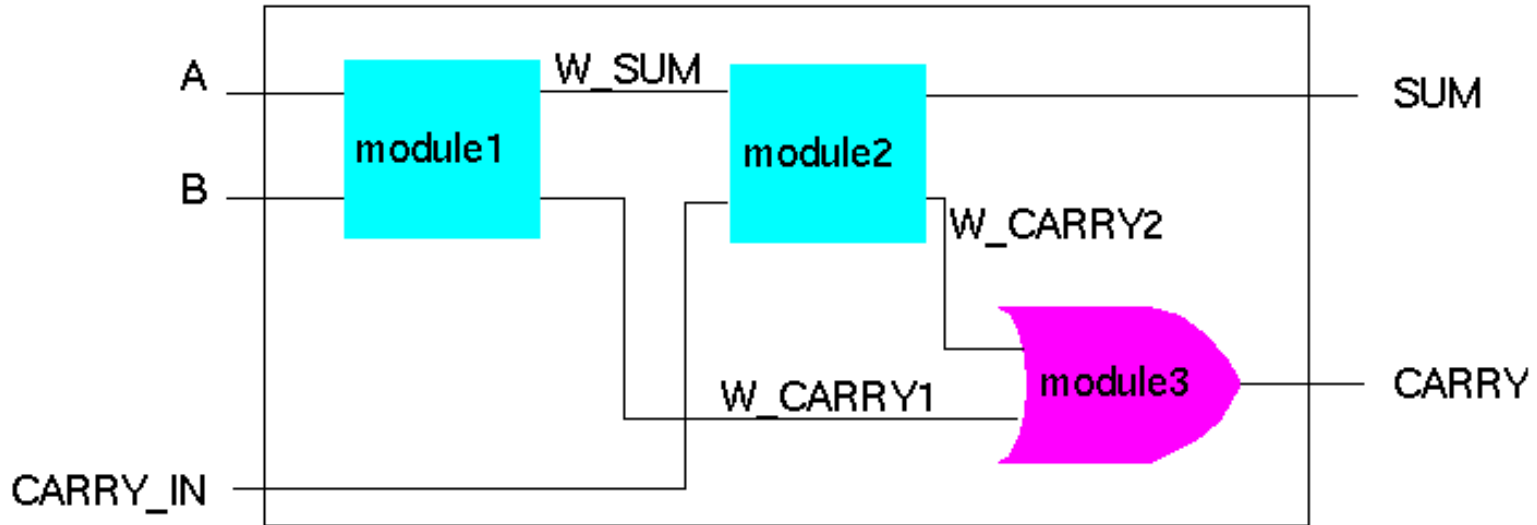 A
W_SUM
SUM
module1
module2
B
W_CARRY2
module3
CARRY
W_CARRY1
CARRY_IN